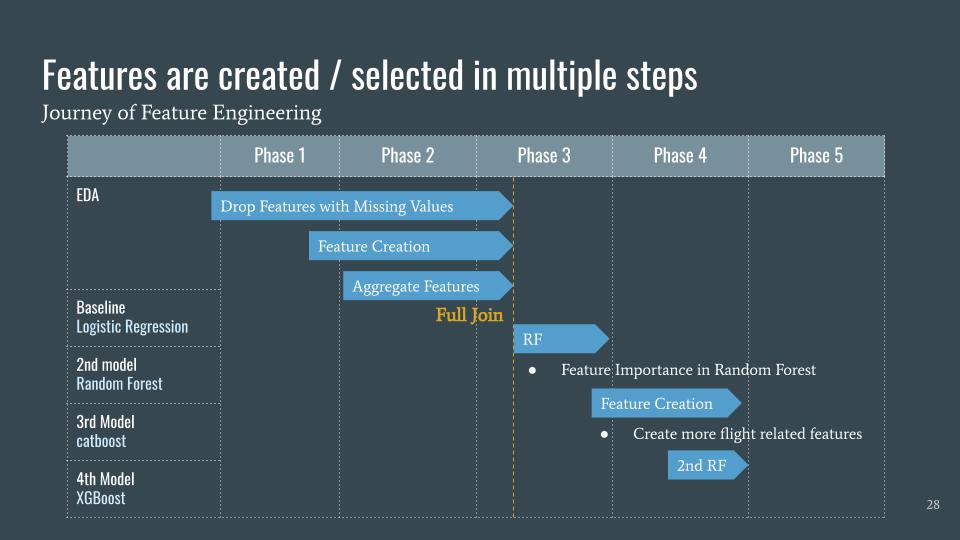 Features are created / selected in multiple steps
Journey of Feature Engineering
Phase 1 Phase 2 Phase 3 Phase 4 Phase 5
EDA
Drop Features with Missing Values
Feature Creation
Aggregate Features
Full Join
Baseline
Logistic Regression
RF
2nd model
Random Forest
● Feature Importance in Random Forest
Feature Creation
3rd Model
catboost
● Create more flight related features
2nd RF
4th Model
XGBoost
28